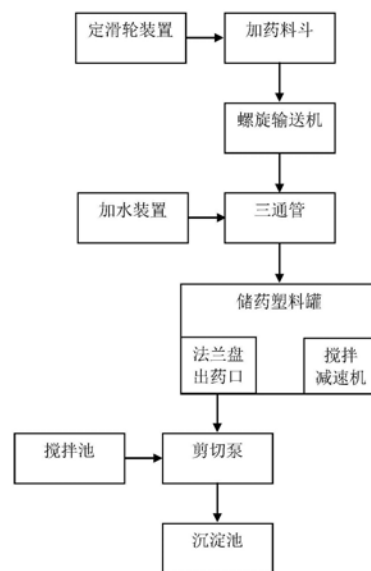 定滑轮装置
加药料斗
螺旋输送机
加水装置
三通管
储药塑料罐
法兰盘
出药口
搅拌
减速机
搅拌池
剪切泵
沉淀池